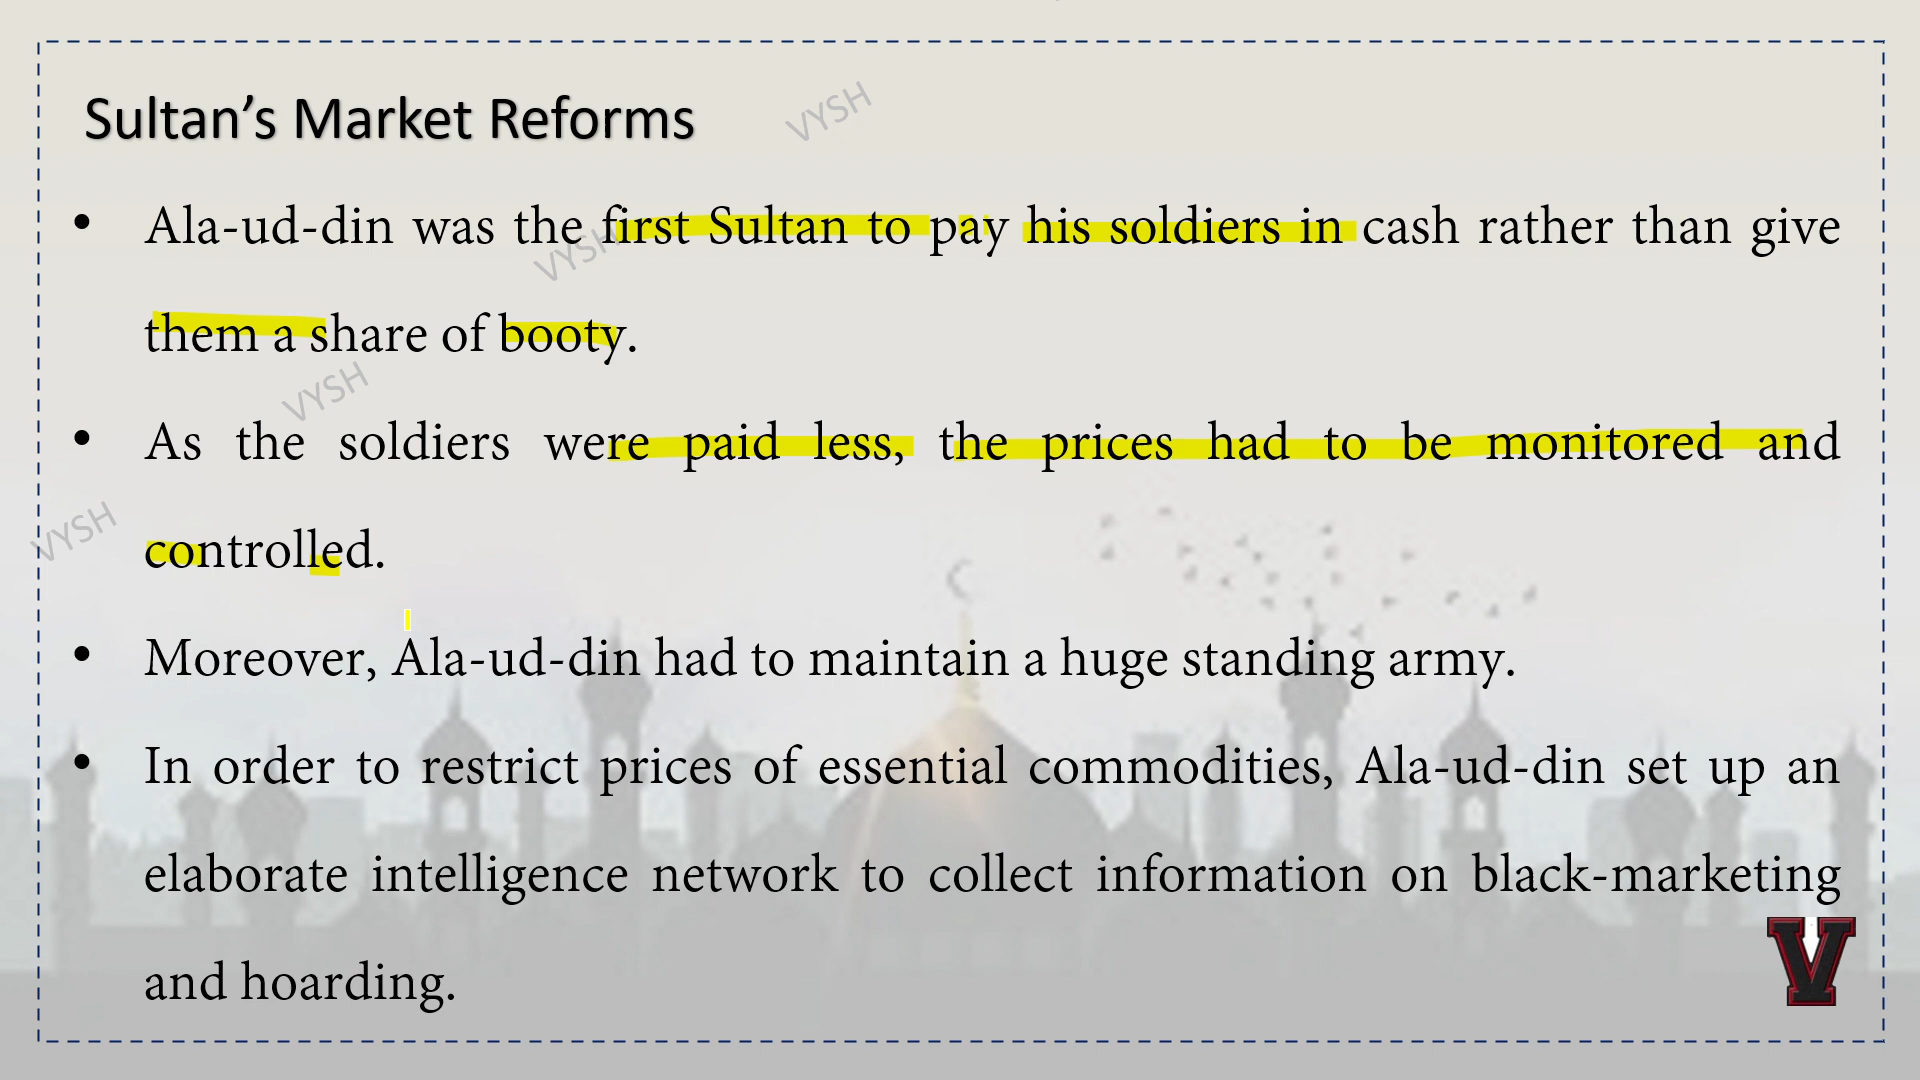 Sultan’s Market Reforms
VYSH
• Ala-ud-din was the first Sultan to pay his soldiers in cash rather than give
VYSH
them a share of booty.
VYSH
• As the soldiers were paid less, the prices had to be monitored and
VYSH
controlled.
• Moreover, Ala-ud-din had to maintain a huge standing army.
• In order to restrict prices of essential commodities, Ala-ud-din set up an
elaborate intelligence network to collect information on black-marketing
and hoarding.
V